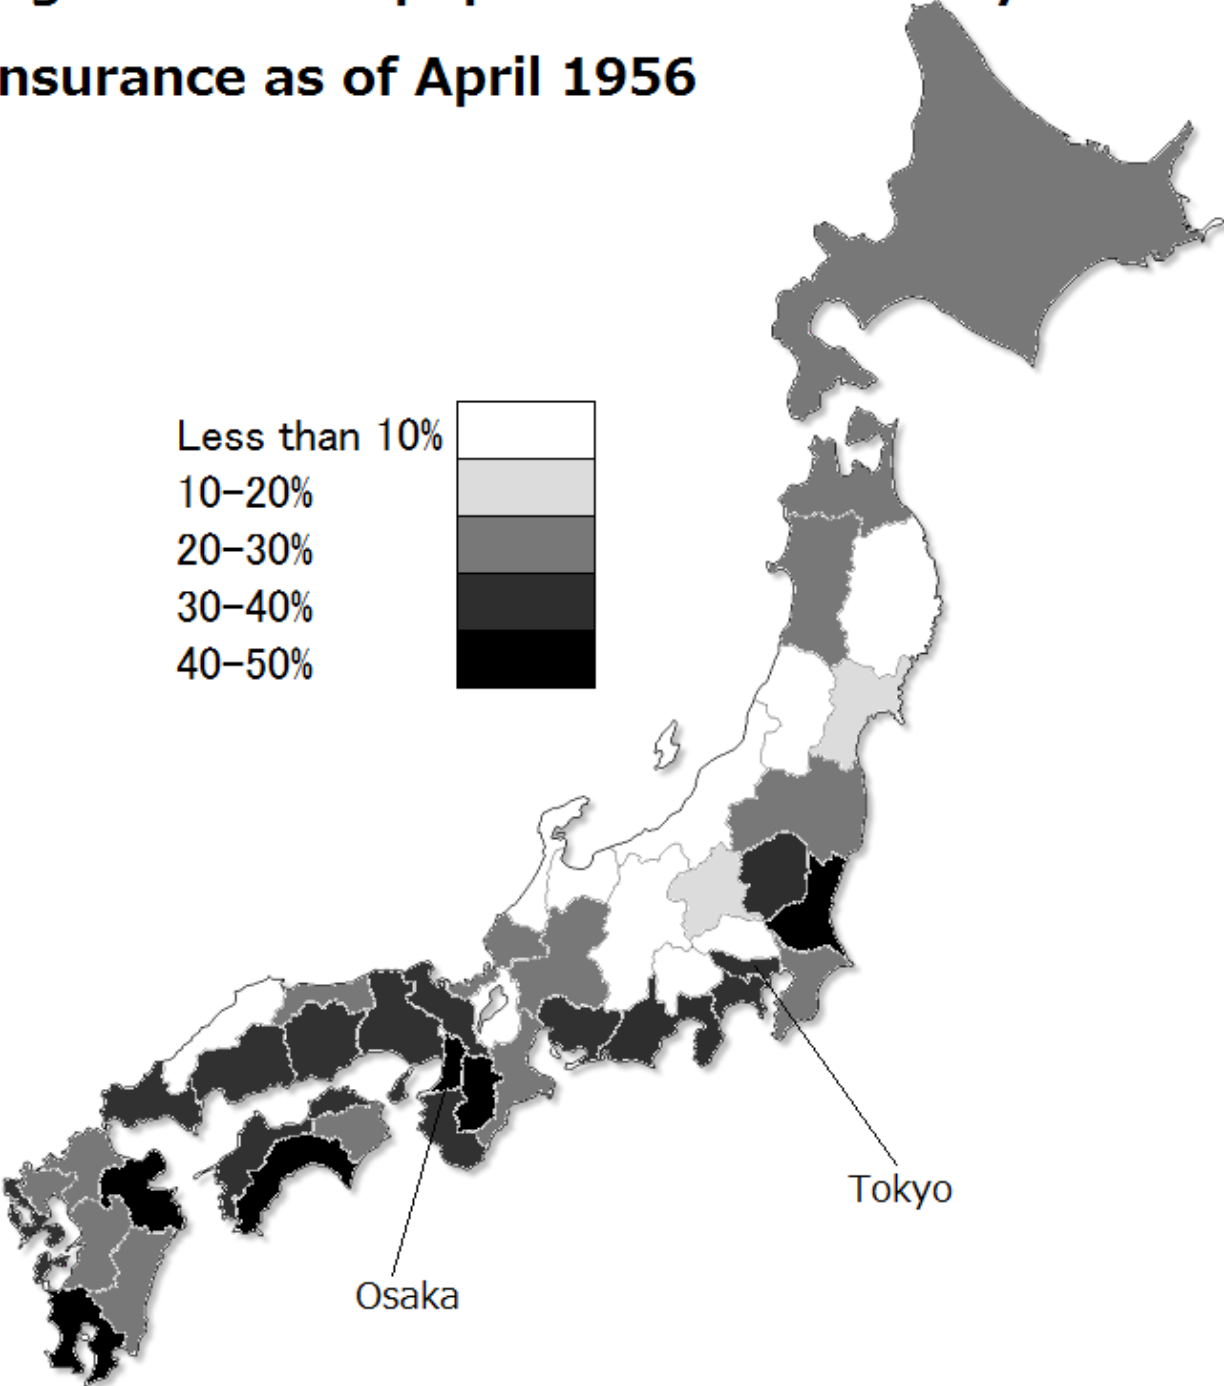 nsurance as of April 1956
Less than 10%
10-20%
20-30%
30-40%
40-50%
Tokyo
Osaka